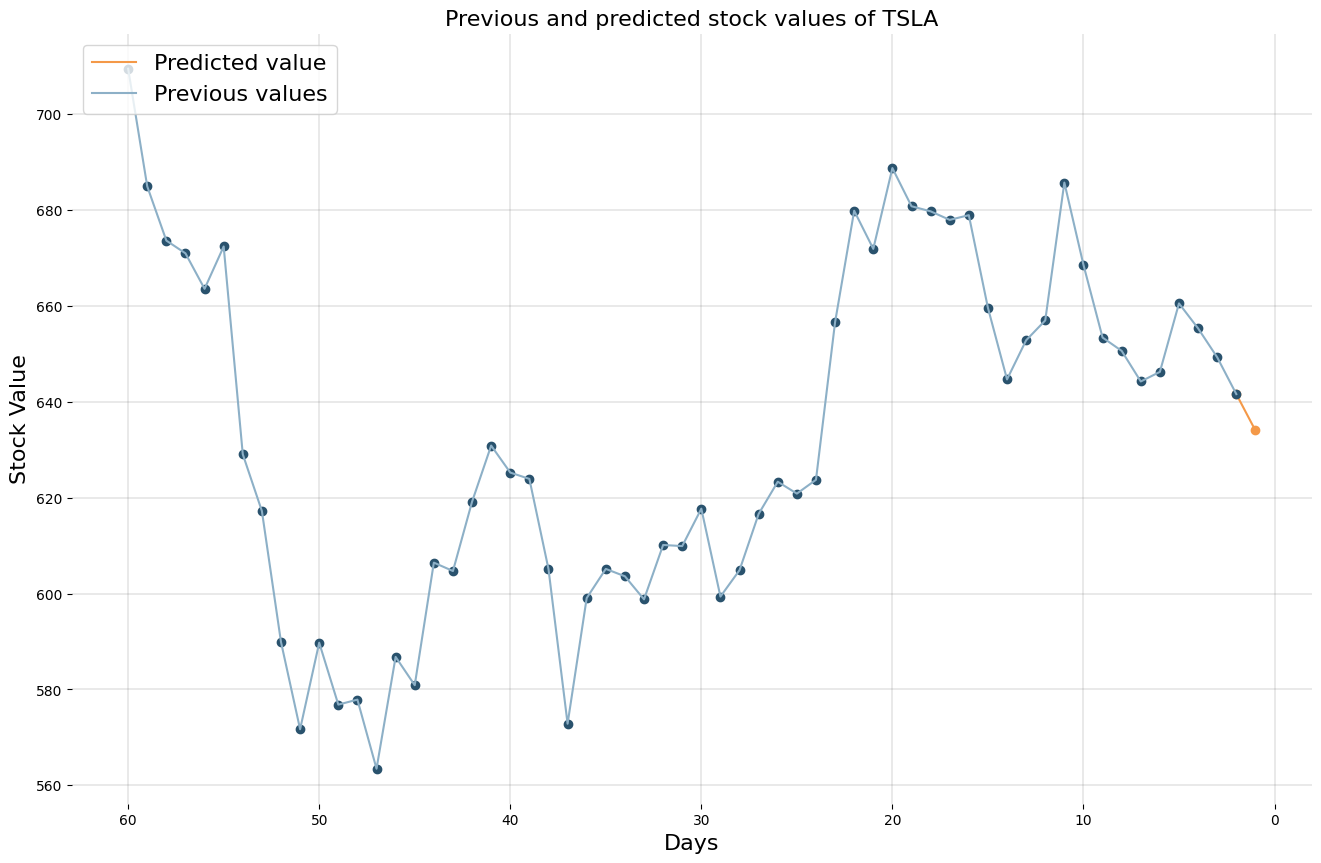 Previous and predicted stock values of TSLA
Predicted value
Previous values
700
680
660
640
620
600
580
560
Stock Value
60 50 40 30 20 10 0
Days